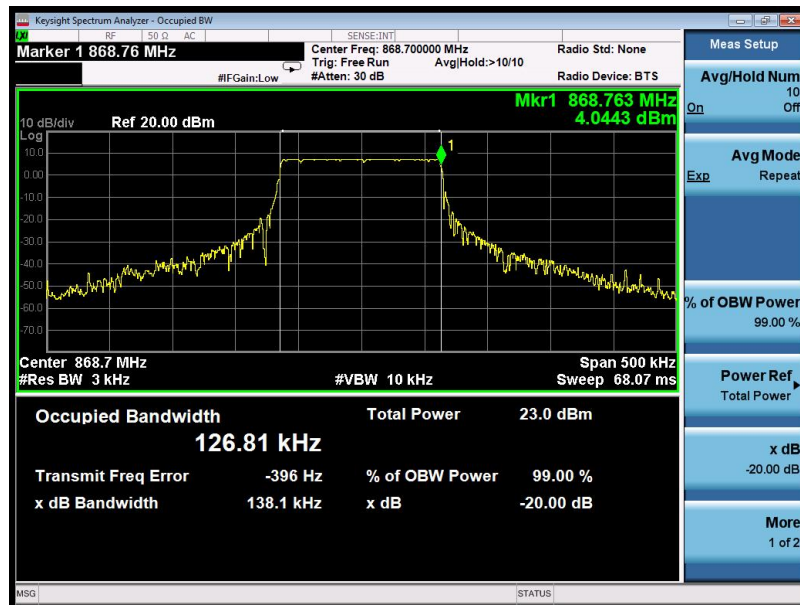 Keysight Spectrum Analyzer - Occupied BW
LXI
RF 50 Ω AC SENSE:INT
Marker 1 868.76 MHz
Center Freq: 868.700000 MHz
Radio Std: None
Trig: Free Run Avg|Hold:>10/10
#IFGain:Low
#Atten: 30 dB
Radio Device: BTS
Mkr1 868.763 MHz
4.0443 dBm
10 dB/div Ref 20.00 dBm
Log
10.0
0.00
-10.0
-20.0
-30.0
-40.0
-50.0
-60.0
-70.0
1
Center 868.7 MHz Span 500 kHz
#Res BW 3 kHz #VBW 10 kHz Sweep 68.07 ms
Occupied Bandwidth Total Power 23.0 dBm
126.81 kHz
Transmit Freq Error -396 Hz % of OBW Power 99.00 %
x dB Bandwidth 138.1 kHz x dB -20.00 dB
MSG STATUS
Meas Setup
Avg/Hold Num
10
On Off
Avg Mode
Exp Repeat
% of OBW Power
99.00 %
Power Ref
Total Power
x dB
-20.00 dB
More
1 of 2